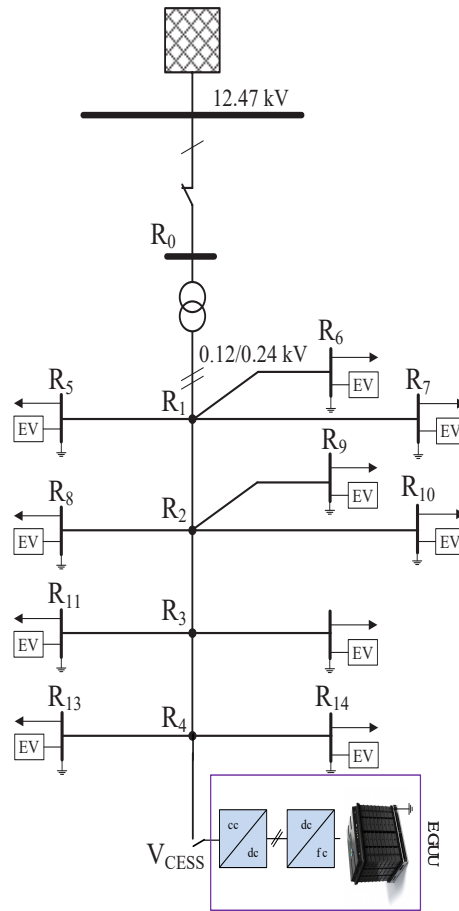 12.47 kV
R0
0.12/0.24 kV
R6
R5
R7
R1
EV
EV
EV
R9
R8
R10
R2
EV
EV
EV
R11
R3
EV
EV
R13
R4
R14
EV
EV
VCESS
cc
dc
dc
fc
EGUU